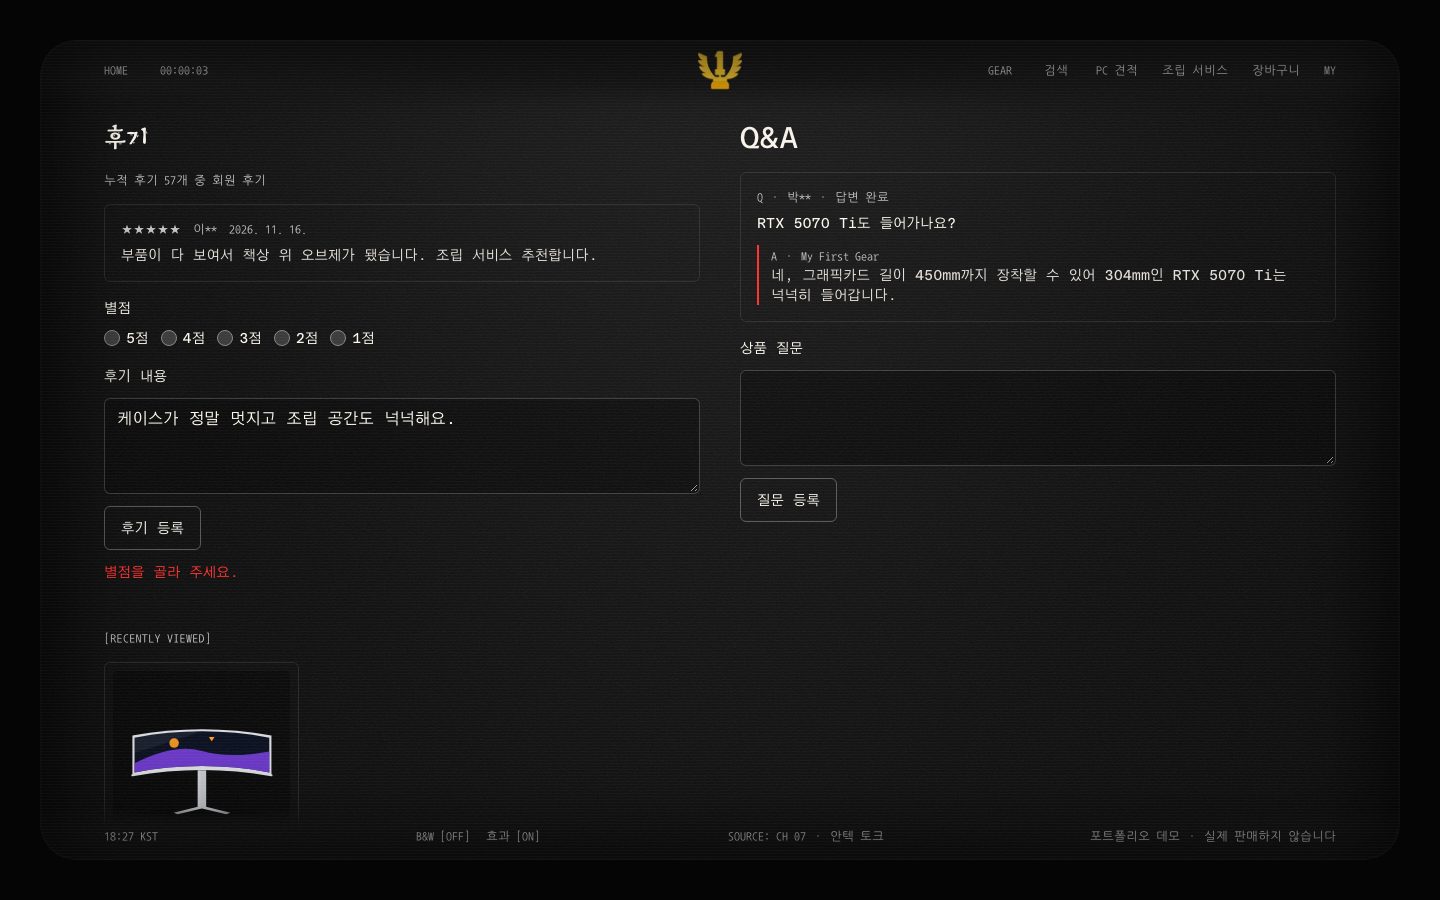 HOME 00:00:03 GEAR 검색 PC 견적 조립 서비스 장바구니 MY
후기
누적 후기 57개 중 회원 후기
★★★★★ 이** 2026. 11. 16.
부품이 다 보여서 책상 위 오브제가 됐습니다. 조립 서비스 추천합니다.
별점
5점 4점 3점 2점 1점
후기 내용
케이스가 정말 멋지고 조립 공간도 넉넉해요.
후기 등록
별점을 골라 주세요.
Q&A
Q · 박** · 답변 완료
RTX 5070 Ti도 들어가나요?
A · My First Gear
네, 그래픽카드 길이 450mm까지 장착할 수 있어 304mm인 RTX 5070 Ti는
넉넉히 들어갑니다.
상품 질문
질문 등록
[RECENTLY VIEWED]
18:27 KST B&W [OFF] 효과 [ON] SOURCE: CH 07 · 안텍 토크 포트폴리오 데모 · 실제 판매하지 않습니다